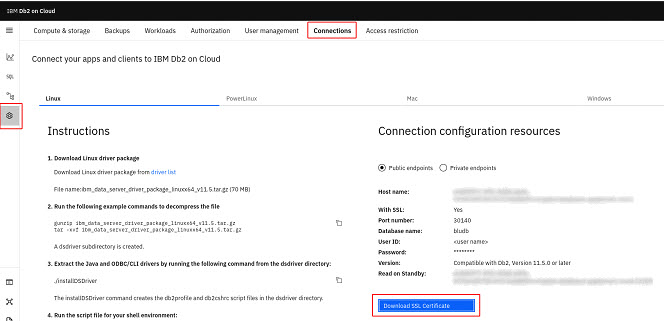 IBM Db2 on Cloud
Compute & storage Backups Workloads Authorization User management Connections Access restriction
Connect your apps and clients to IBM Db2 on Cloud
SQL
Linux PowerLinux Mac Windows
Instructions
1. Download Linux driver package
Download Linux driver package from driver list
File name:ibm_data_server_driver_package_linuxx64_v11.5.tar.gz (70 MB)
2. Run the following example commands to decompress the file
gunzip ibm_data_server_driver_package_linuxx64_v11.5.tar.gz
tar -xvf ibm_data_server_driver_package_linuxx64_v11.5.tar.gz
A dsdriver subdirectory is created.
3. Extract the Java and ODBC/CLI drivers by running the following command from the dsdriver directory:
./installDSDriver
The installDSDriver command creates the db2profile and db2cshrc script files in the dsdriver directory.
4. Run the script file for your shell environment:
Connection configuration resources
Public endpoints Private endpoints
Host name:
With SSL: Yes
Port number: 30140
Database name: bludb
User ID: <user name>
Password: ********
Version: Compatible with Db2, Version 11.5.0 or later
Read on Standby:
Download SSL Certificate